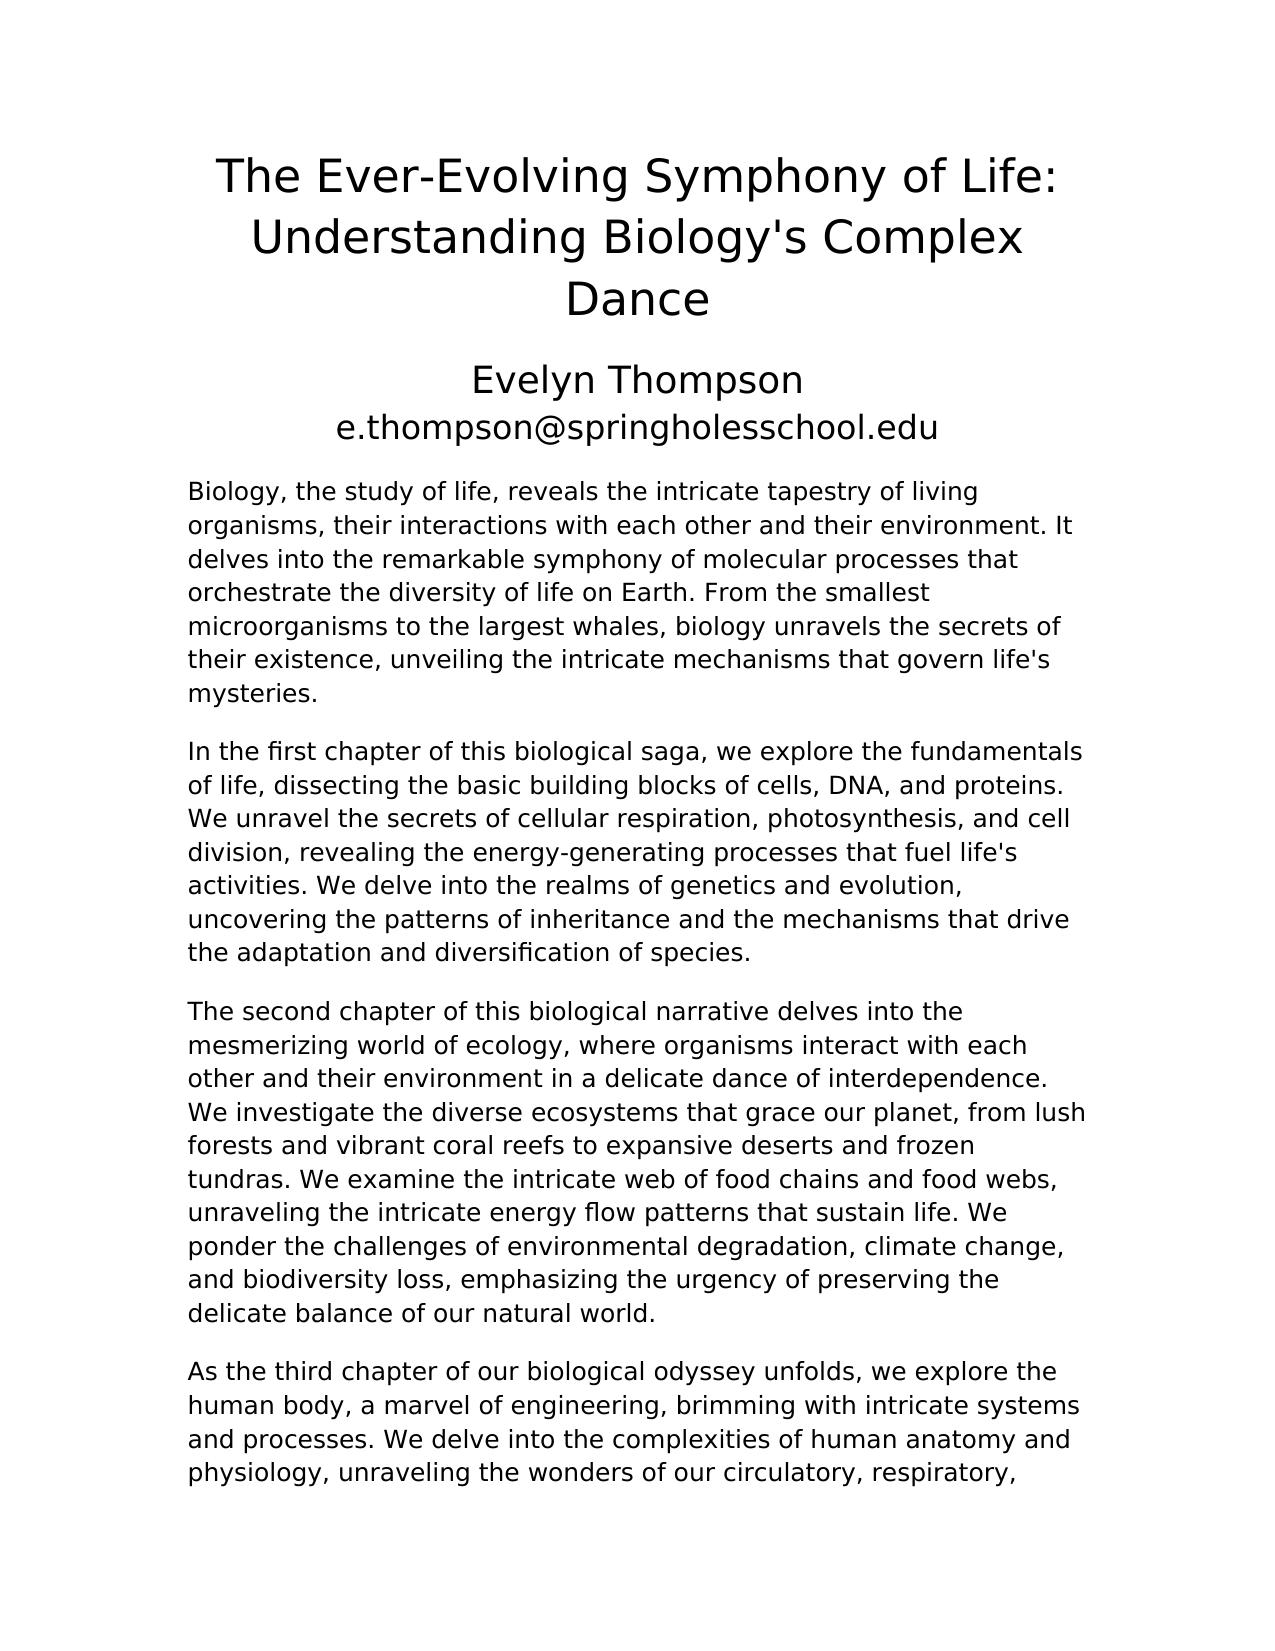 The Ever-Evolving Symphony of Life:
Understanding Biology's Complex
Dance
Evelyn Thompson
e.thompson@springholesschool.edu
Biology, the study of life, reveals the intricate tapestry of living
organisms, their interactions with each other and their environment. It
delves into the remarkable symphony of molecular processes that
orchestrate the diversity of life on Earth. From the smallest
microorganisms to the largest whales, biology unravels the secrets of
their existence, unveiling the intricate mechanisms that govern life's
mysteries.
In the first chapter of this biological saga, we explore the fundamentals
of life, dissecting the basic building blocks of cells, DNA, and proteins.
We unravel the secrets of cellular respiration, photosynthesis, and cell
division, revealing the energy-generating processes that fuel life's
activities. We delve into the realms of genetics and evolution,
uncovering the patterns of inheritance and the mechanisms that drive
the adaptation and diversification of species.
The second chapter of this biological narrative delves into the
mesmerizing world of ecology, where organisms interact with each
other and their environment in a delicate dance of interdependence.
We investigate the diverse ecosystems that grace our planet, from lush
forests and vibrant coral reefs to expansive deserts and frozen
tundras. We examine the intricate web of food chains and food webs,
unraveling the intricate energy flow patterns that sustain life. We
ponder the challenges of environmental degradation, climate change,
and biodiversity loss, emphasizing the urgency of preserving the
delicate balance of our natural world.
As the third chapter of our biological odyssey unfolds, we explore the
human body, a marvel of engineering, brimming with intricate systems
and processes. We delve into the complexities of human anatomy and
physiology, unraveling the wonders of our circulatory, respiratory,